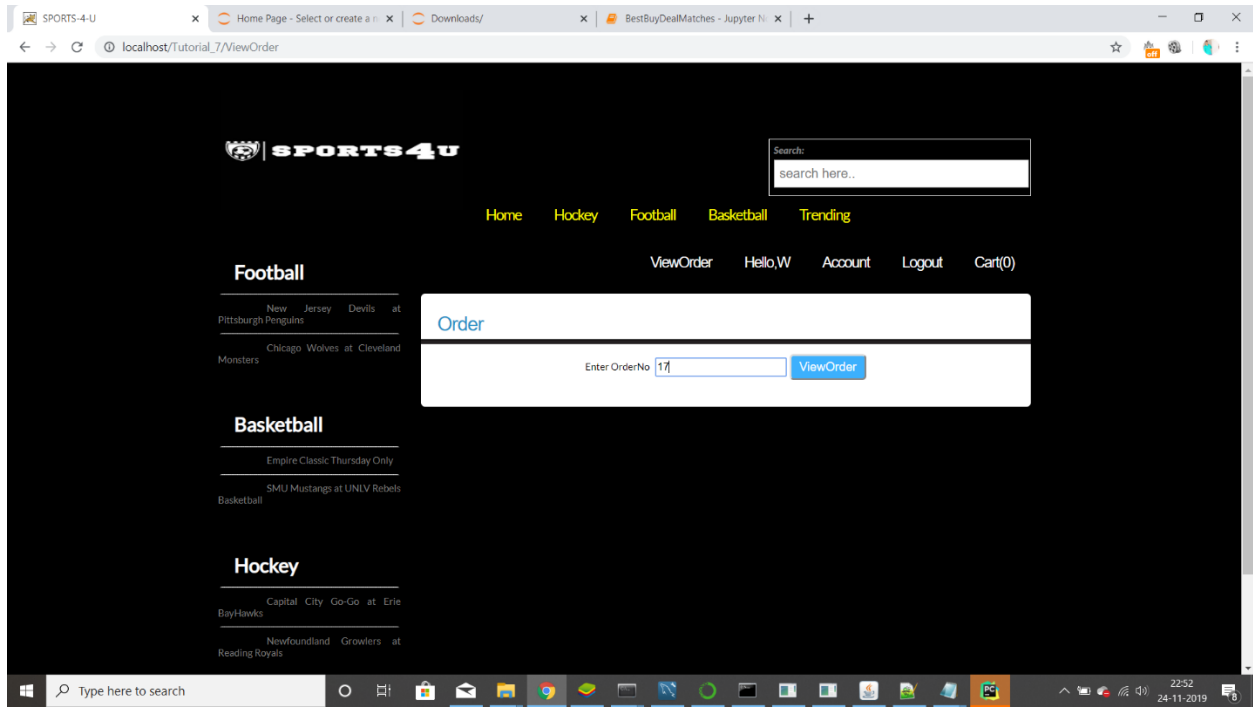 SPORTS-4-U
Home Page - Select or create a n
Downloads/
BestBuyDealMatches - Jupyter No
localhost/Tutorial_7/ViewOrder
off
SPORTS4U
Search:
search here..
Home Hockey Football Basketball Trending
ViewOrder Hello,W Account Logout Cart(0)
Football
New Jersey Devils at
Pittsburgh Penguins
Chicago Wolves at Cleveland
Monsters
Order
Enter OrderNo 17 ViewOrder
Basketball
Empire Classic Thursday Only
SMU Mustangs at UNLV Rebels
Basketball
Hockey
Capital City Go-Go at Erie
BayHawks
Newfoundland Growlers at
Reading Royals
Type here to search
PC
22:52
24-11-2019
8